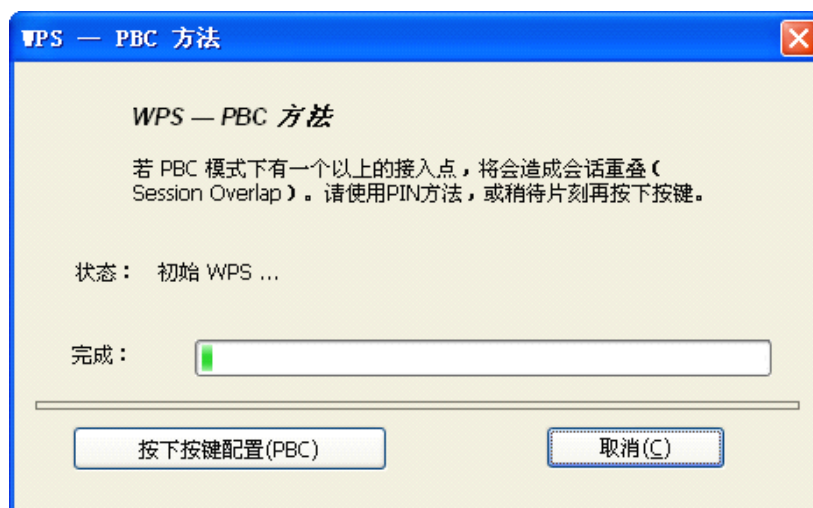 WPS — PBC 方法
WPS — PBC 方法
若 PBC 模式下有一个以上的接入点，将会造成会话重叠(
Session Overlap)。请使用PIN方法，或稍待片刻再按下按键。
状态： 初始 WPS ...
完成：
按下按键配置(PBC)
取消(C)